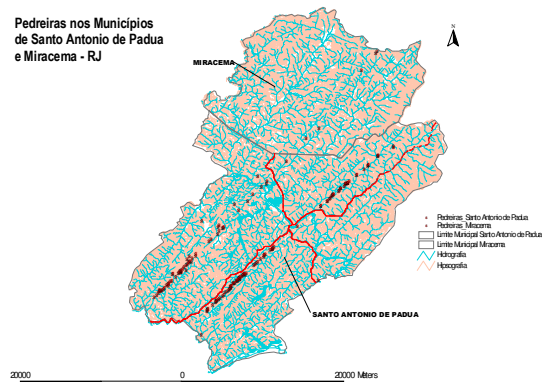 Pedreiras nos Municípios
de Santo Antonio de Padua
e Miracema - RJ
N
MIRACEMA
Pedreiras_Santo Antonio de Padua
Pedreiras_Miracema
Limite Municipal Santo Antonio de Padua
Limite Municipal Miracema
Hidrografia
Hipsografia
SANTO ANTONIO DE PADUA
20000 0 20000 Meters